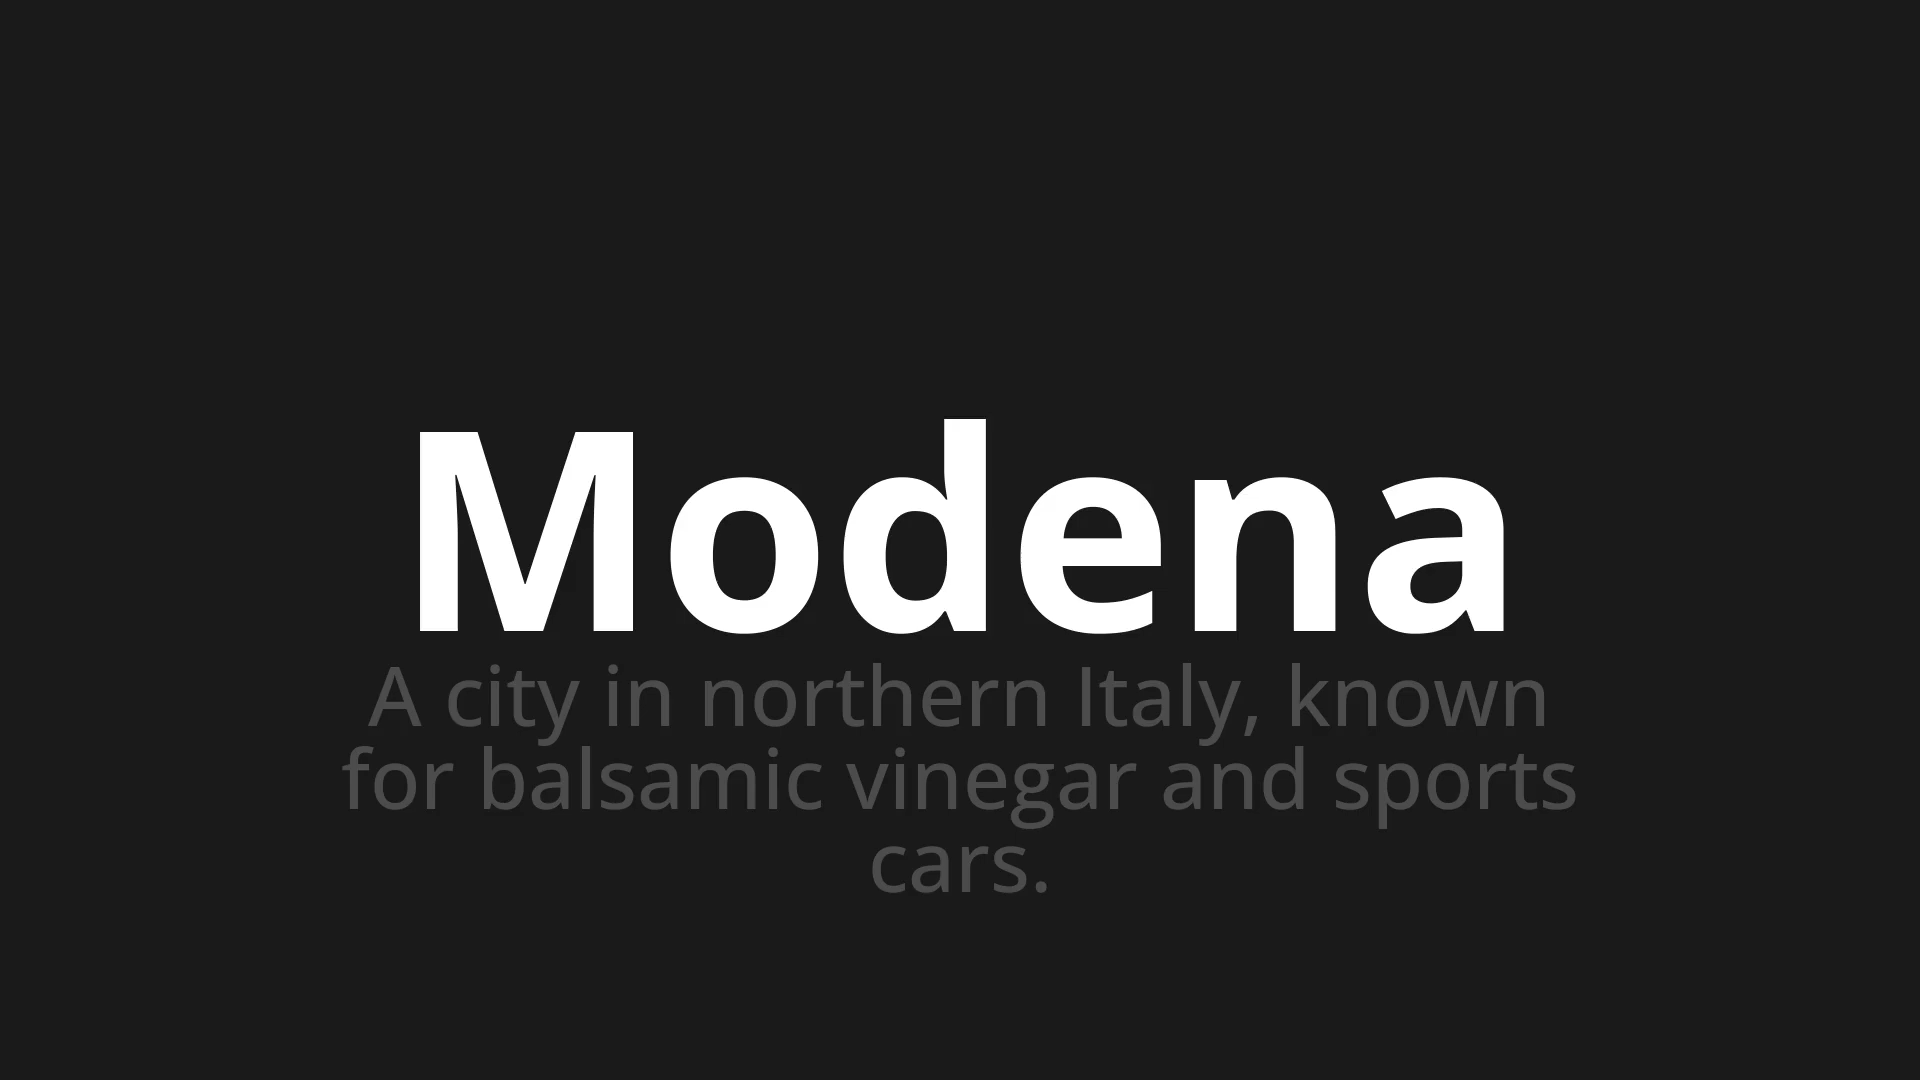 Modena
A city in northern Italy, known
for balsamic vinegar and sports
cars.